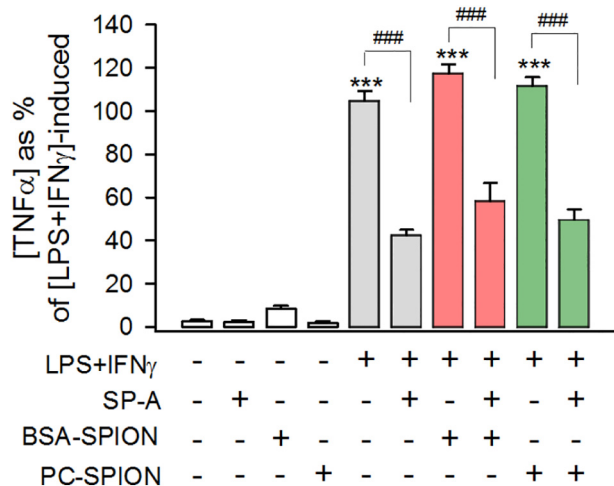 [TNFα] as %
of [LPS+IFNγ]-induced
140
120
100
80
60
40
20
0
### ### ###
*** *** ***
LPS+IFNγ - - - - + + + + + +
SP-A - + - - - + - + - +
BSA-SPION - - + - - - + + - -
PC-SPION - - - + - - - - + +